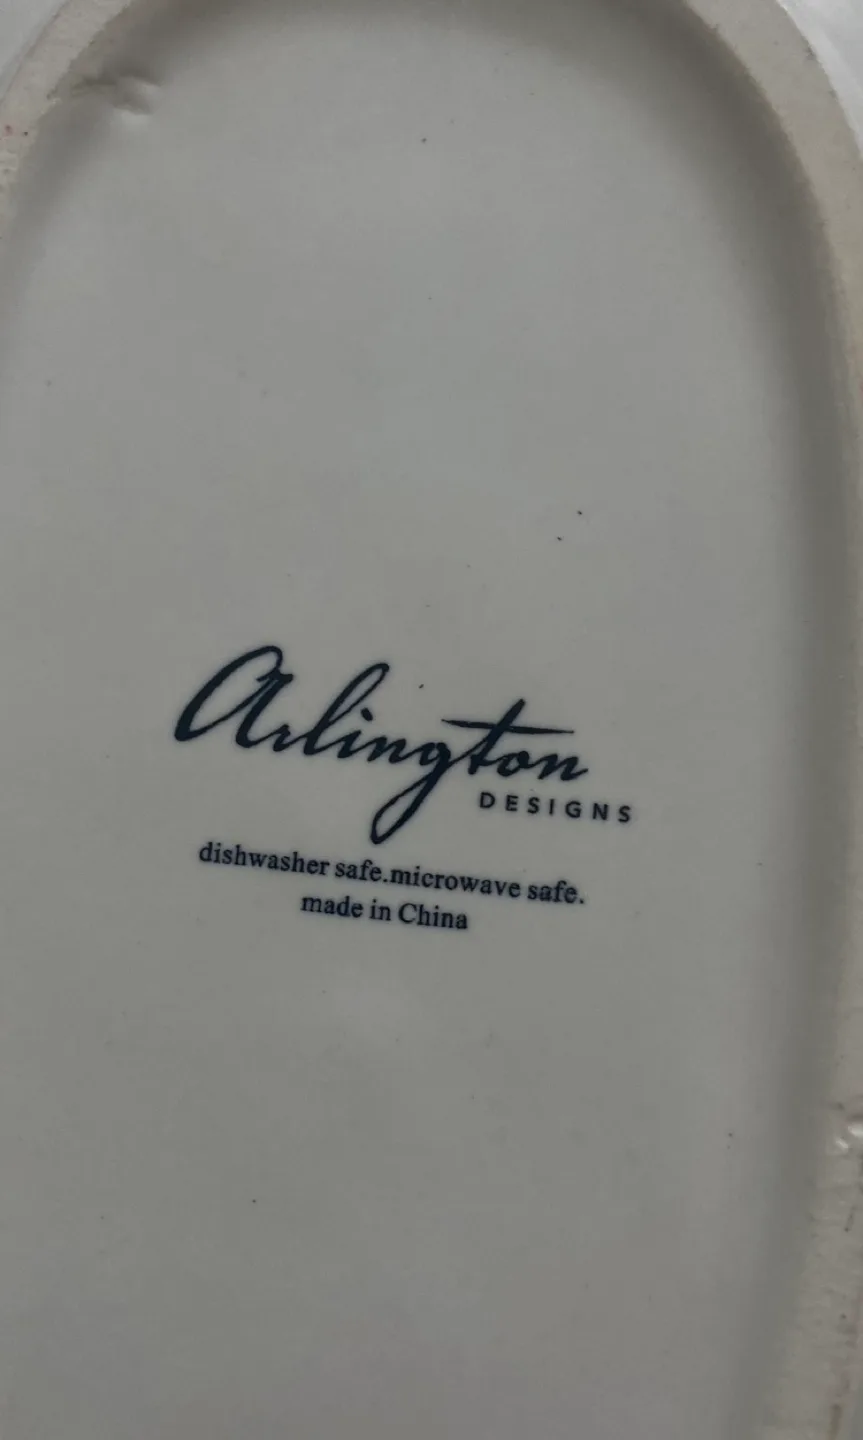 Arlington
DESIGNS
dishwasher safe.microwave safe.
made in China